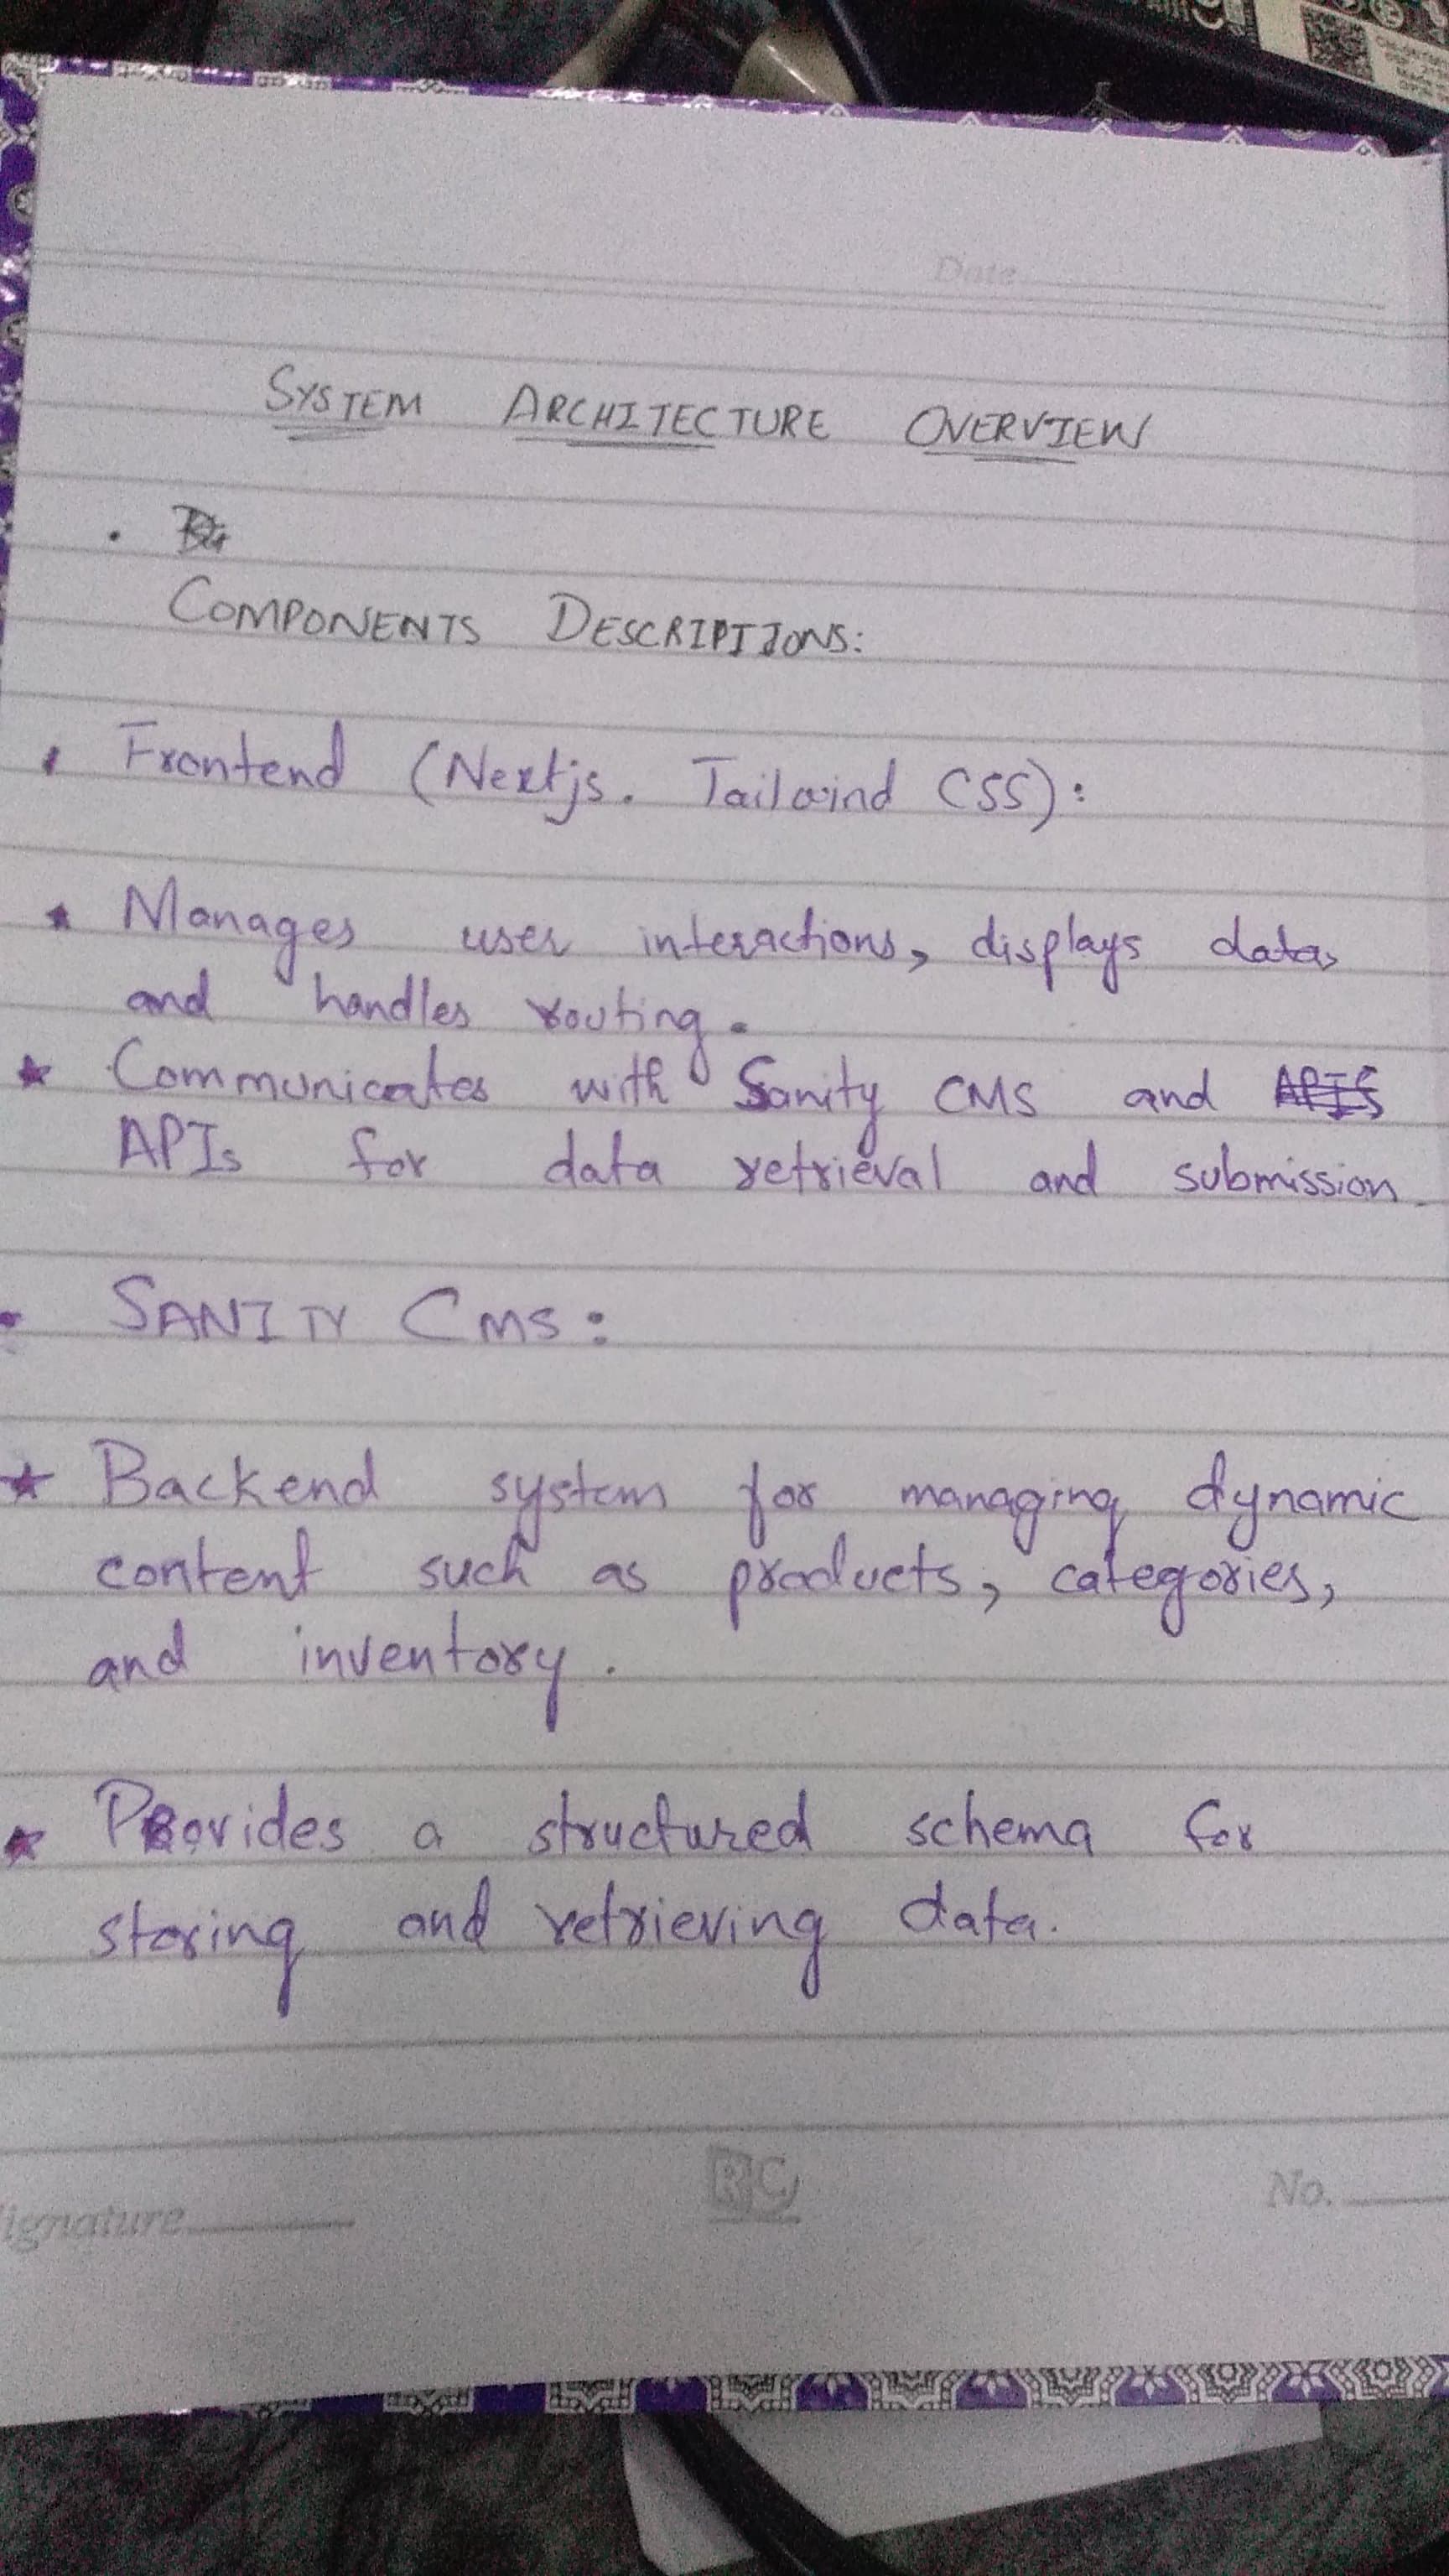 Date
SYSTEM ARCHITECTURE OVERVIEW
COMPONENTS DESCRIPTIONS:
Frontend (Nextjs. Tailwind CSS):
★ Manages user interactions, displays data,
and handles routing.
★ Communicates with Sanity CMS and APIS
APIs for data retrieval and submission.
• SANITY CMS:
★ Backend system for managing dynamic
content such as products, categories,
and inventory.
★ Provides a structured schema for
storing and retrieving data.
ignature
RC
No.